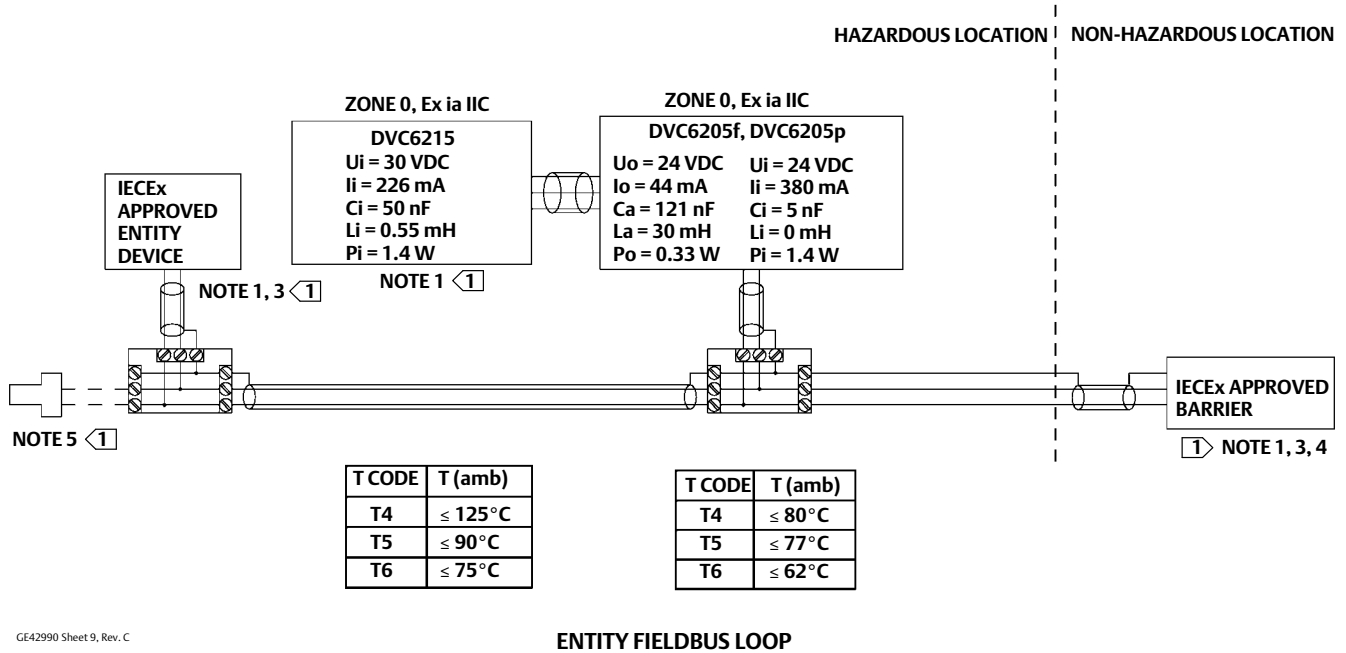 HAZARDOUS LOCATION NON-HAZARDOUS LOCATION
ZONE 0, Ex ia IIC
DVC6215
Ui = 30 VDC
Ii = 226 mA
Ci = 50 nF
Li = 0.55 mH
Pi = 1.4 W
NOTE 1 1
ZONE 0, Ex ia IIC
DVC6205f, DVC6205p
Uo = 24 VDC Ui = 24 VDC
Io = 44 mA Ii = 380 mA
Ca = 121 nF Ci = 5 nF
La = 30 mH Li = 0 mH
Po = 0.33 W Pi = 1.4 W
IECEx
APPROVED
ENTITY
DEVICE
NOTE 1, 3 1
NOTE 5 1
IECEx APPROVED
BARRIER
1 NOTE 1, 3, 4
T CODE T (amb)
T4 ≤ 125°C
T5 ≤ 90°C
T6 ≤ 75°C
T CODE T (amb)
T4 ≤ 80°C
T5 ≤ 77°C
T6 ≤ 62°C
GE42990 Sheet 9, Rev. C
ENTITY FIELDBUS LOOP